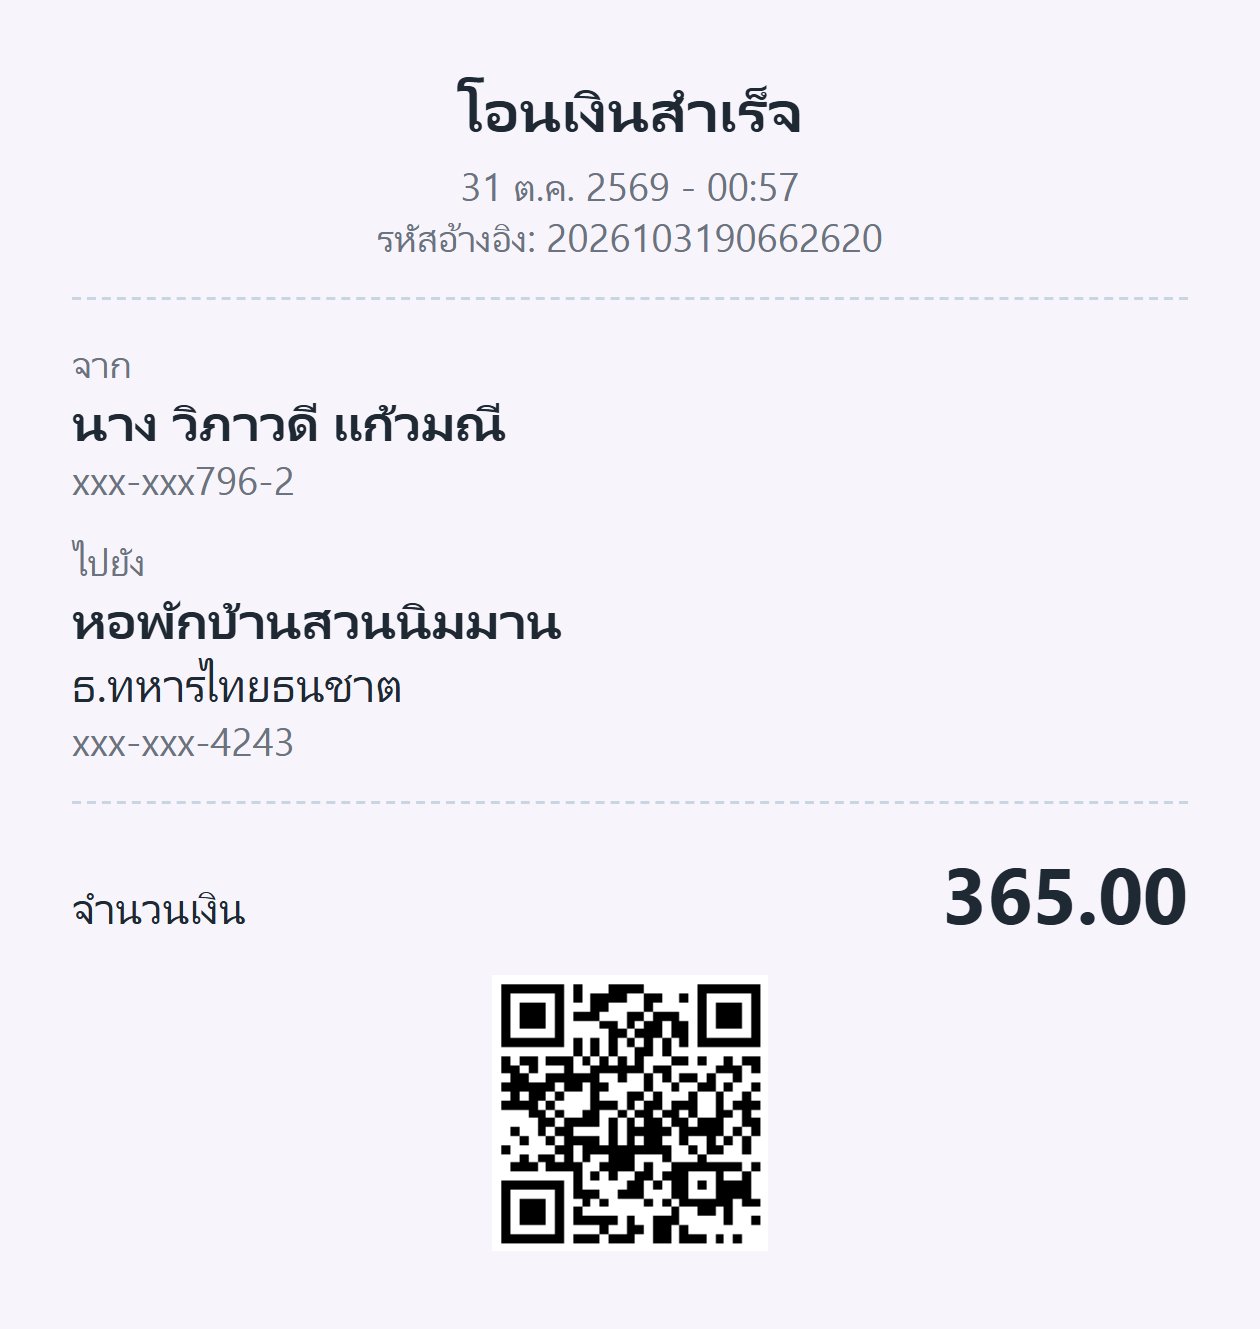 โอนเงินสำเร็จ
31 ต.ค. 2569 - 00:57
รหัสอ้างอิง: 2026103190662620
จาก
นาง วิภาวดี แก้วมณี
xxx-xxx796-2
ไปยัง
หอพักบ้านสวนนิมมาน
ธ.ทหารไทยธนชาต
xxx-xxx-4243
จำนวนเงิน
365.00